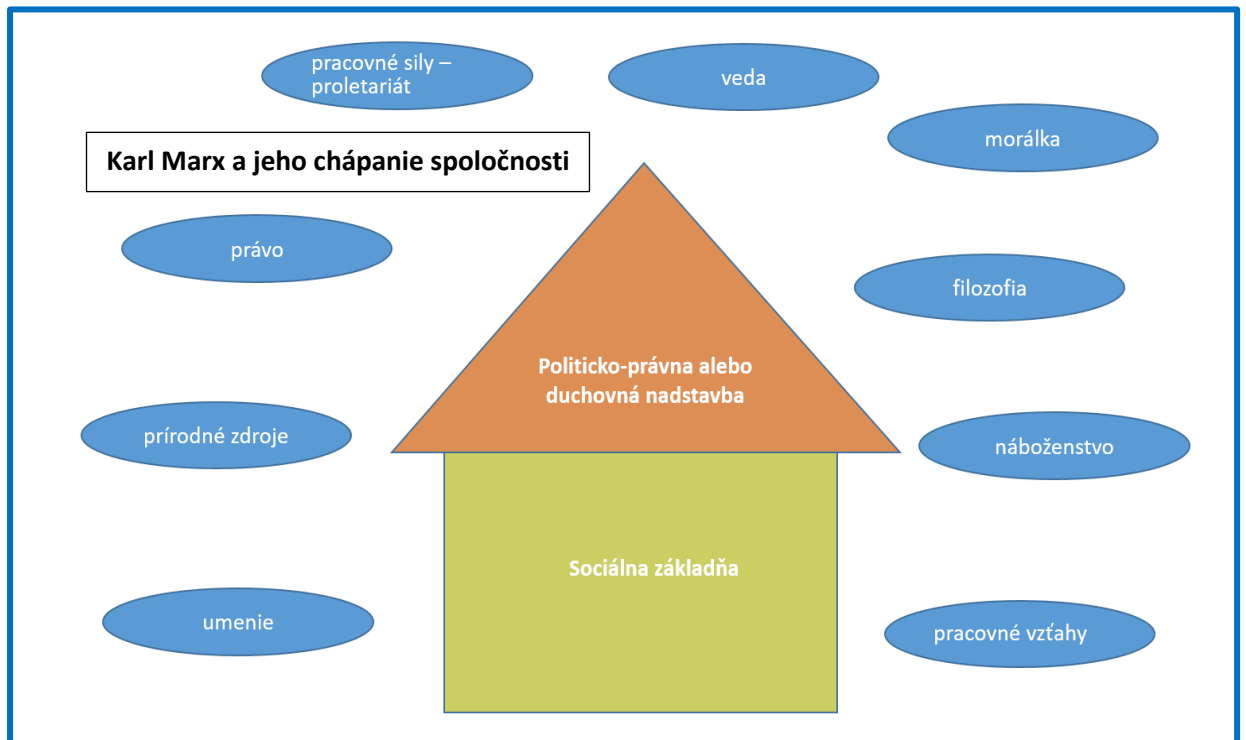 pracovné sily –
proletariát
veda
morálka
Karl Marx a jeho chápanie spoločnosti
právo
filozofia
Politicko-právna alebo
duchovná nadstavba
prírodné zdroje
náboženstvo
Sociálna základňa
umenie
pracovné vzťahy